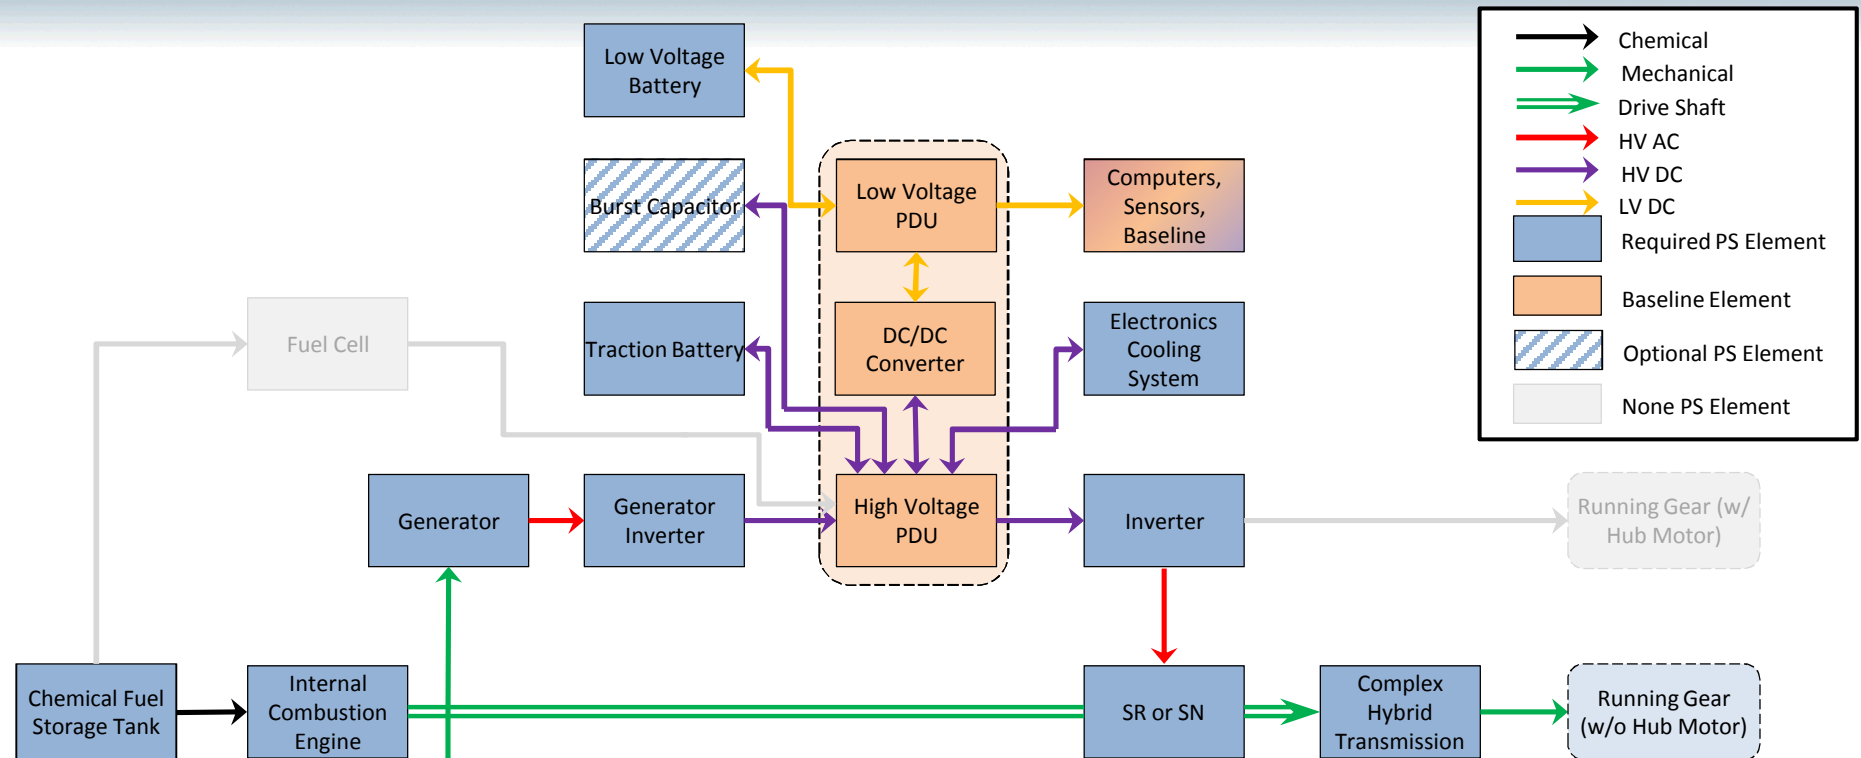 Low Voltage
Battery
Burst Capacitor
Traction Battery
Fuel Cell
Low Voltage
PDU
DC/DC
Converter
High Voltage
PDU
Computers,
Sensors,
Baseline
Electronics
Cooling
System
Generator
Generator
Inverter
Inverter
Running Gear (w/
Hub Motor)
Chemical Fuel
Storage Tank
Internal
Combustion
Engine
SR or SN
Complex
Hybrid
Transmission
Running Gear
(w/o Hub Motor)
Chemical
Mechanical
Drive Shaft
HV AC
HV DC
LV DC
Required PS Element
Baseline Element
Optional PS Element
None PS Element